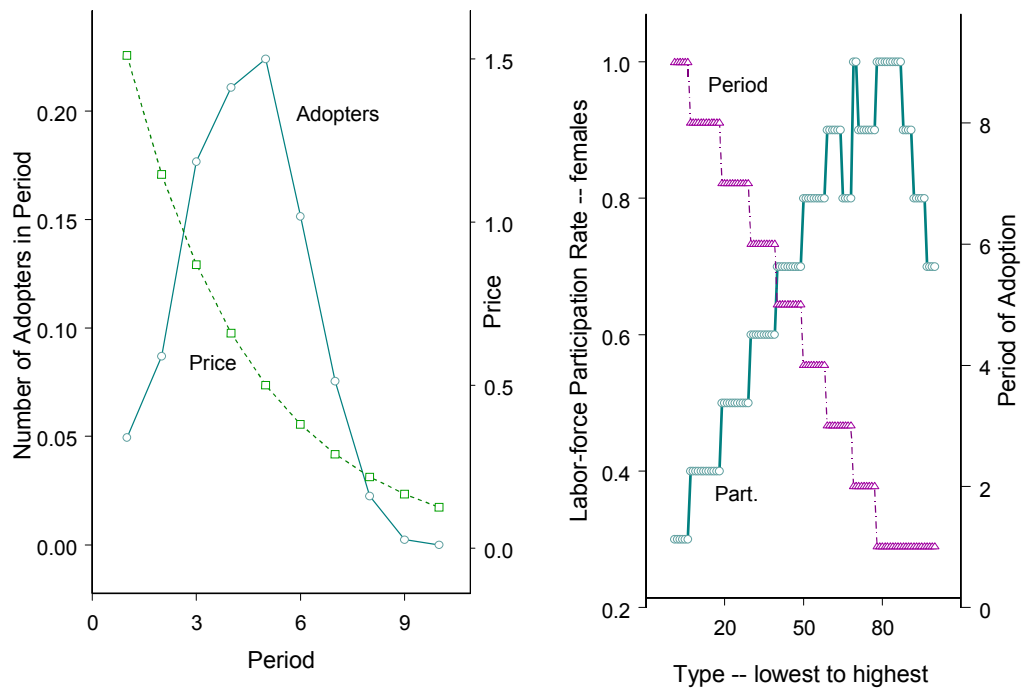 Number of Adopters in Period
0.20
0.15
0.10
0.05
0.00
Adopters
Price
1.5
1.0
0.5
0.0
Price
0
3
6
9
Period
Labor-force Participation Rate -- females
1.0
0.8
0.6
0.4
0.2
Period
Part.
8
6
4
2
0
Period of Adoption
20
50
80
Type -- lowest to highest